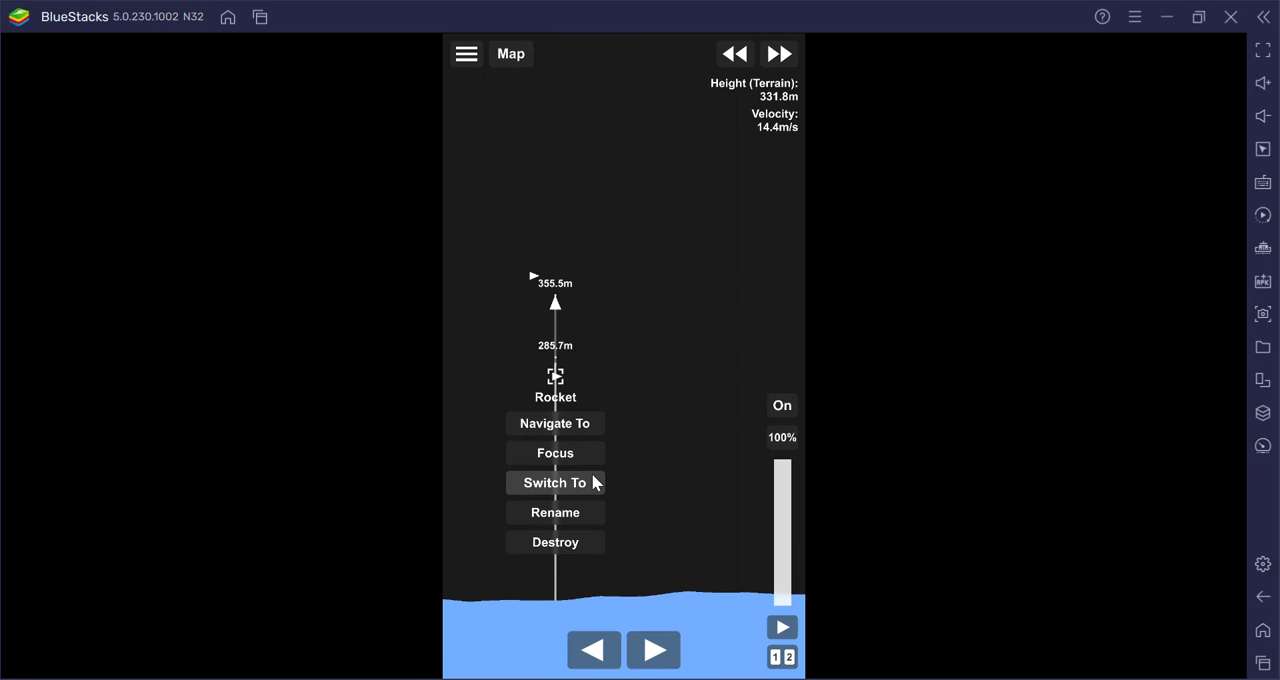 BlueStacks 5.0.230.1002 N32
Map
Height (Terrain):
331.8m
Velocity:
14.4m/s
355.5m
285.7m
Rocket
Navigate To
Focus
Switch To
Rename
Destroy
On
100%
1 2